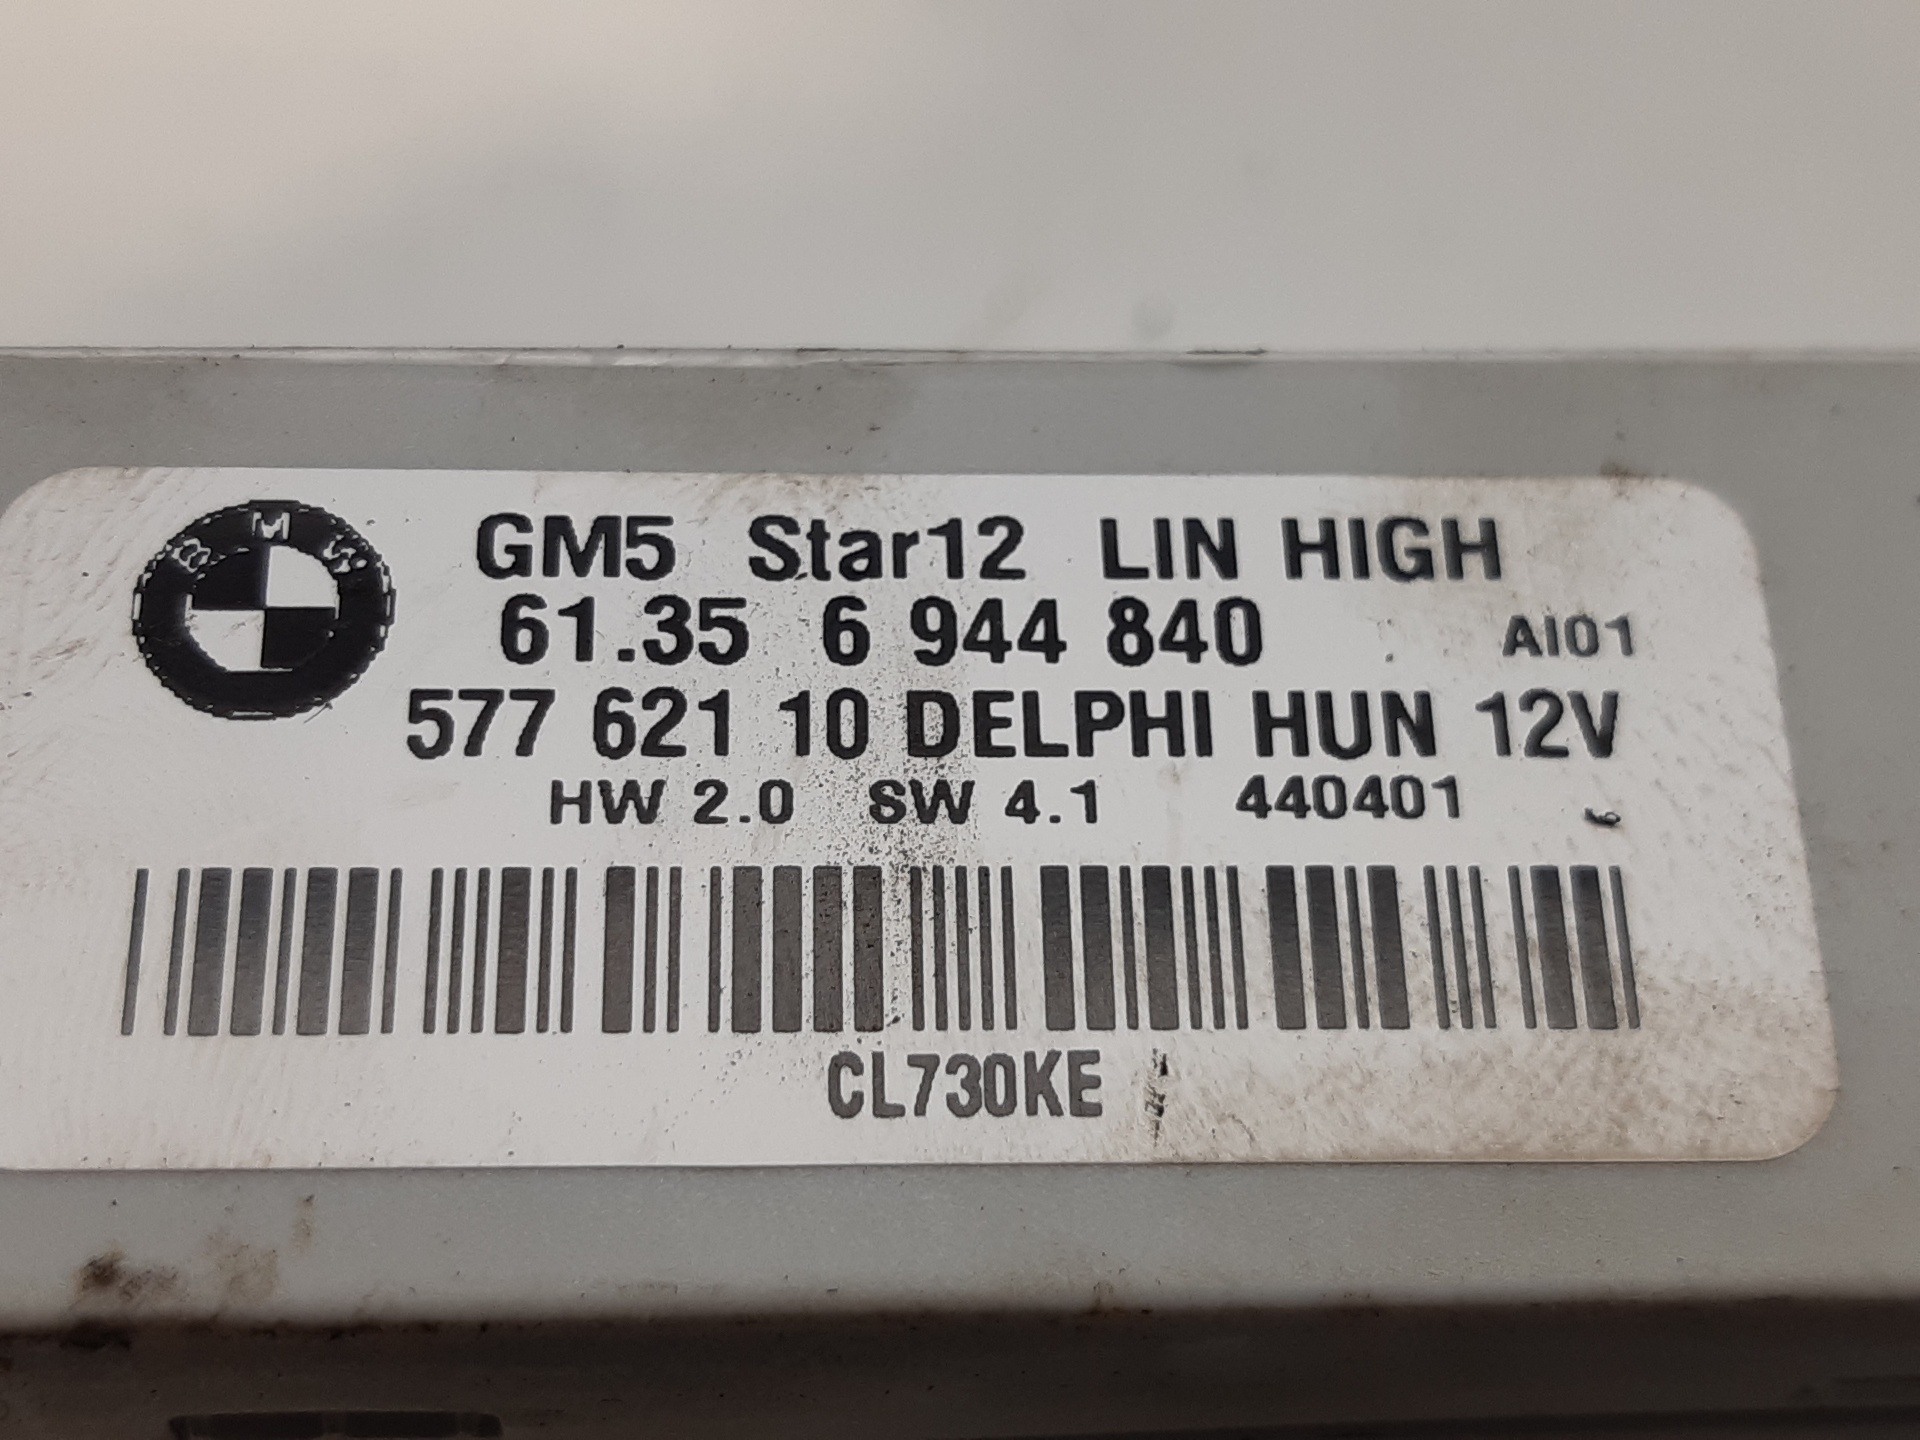 BMW
GM5 Star12 LIN HIGH
61.35 6 944 840 AI01
577 621 10 DELPHI HUN 12V
HW 2.0 SW 4.1 440401
CL730KE